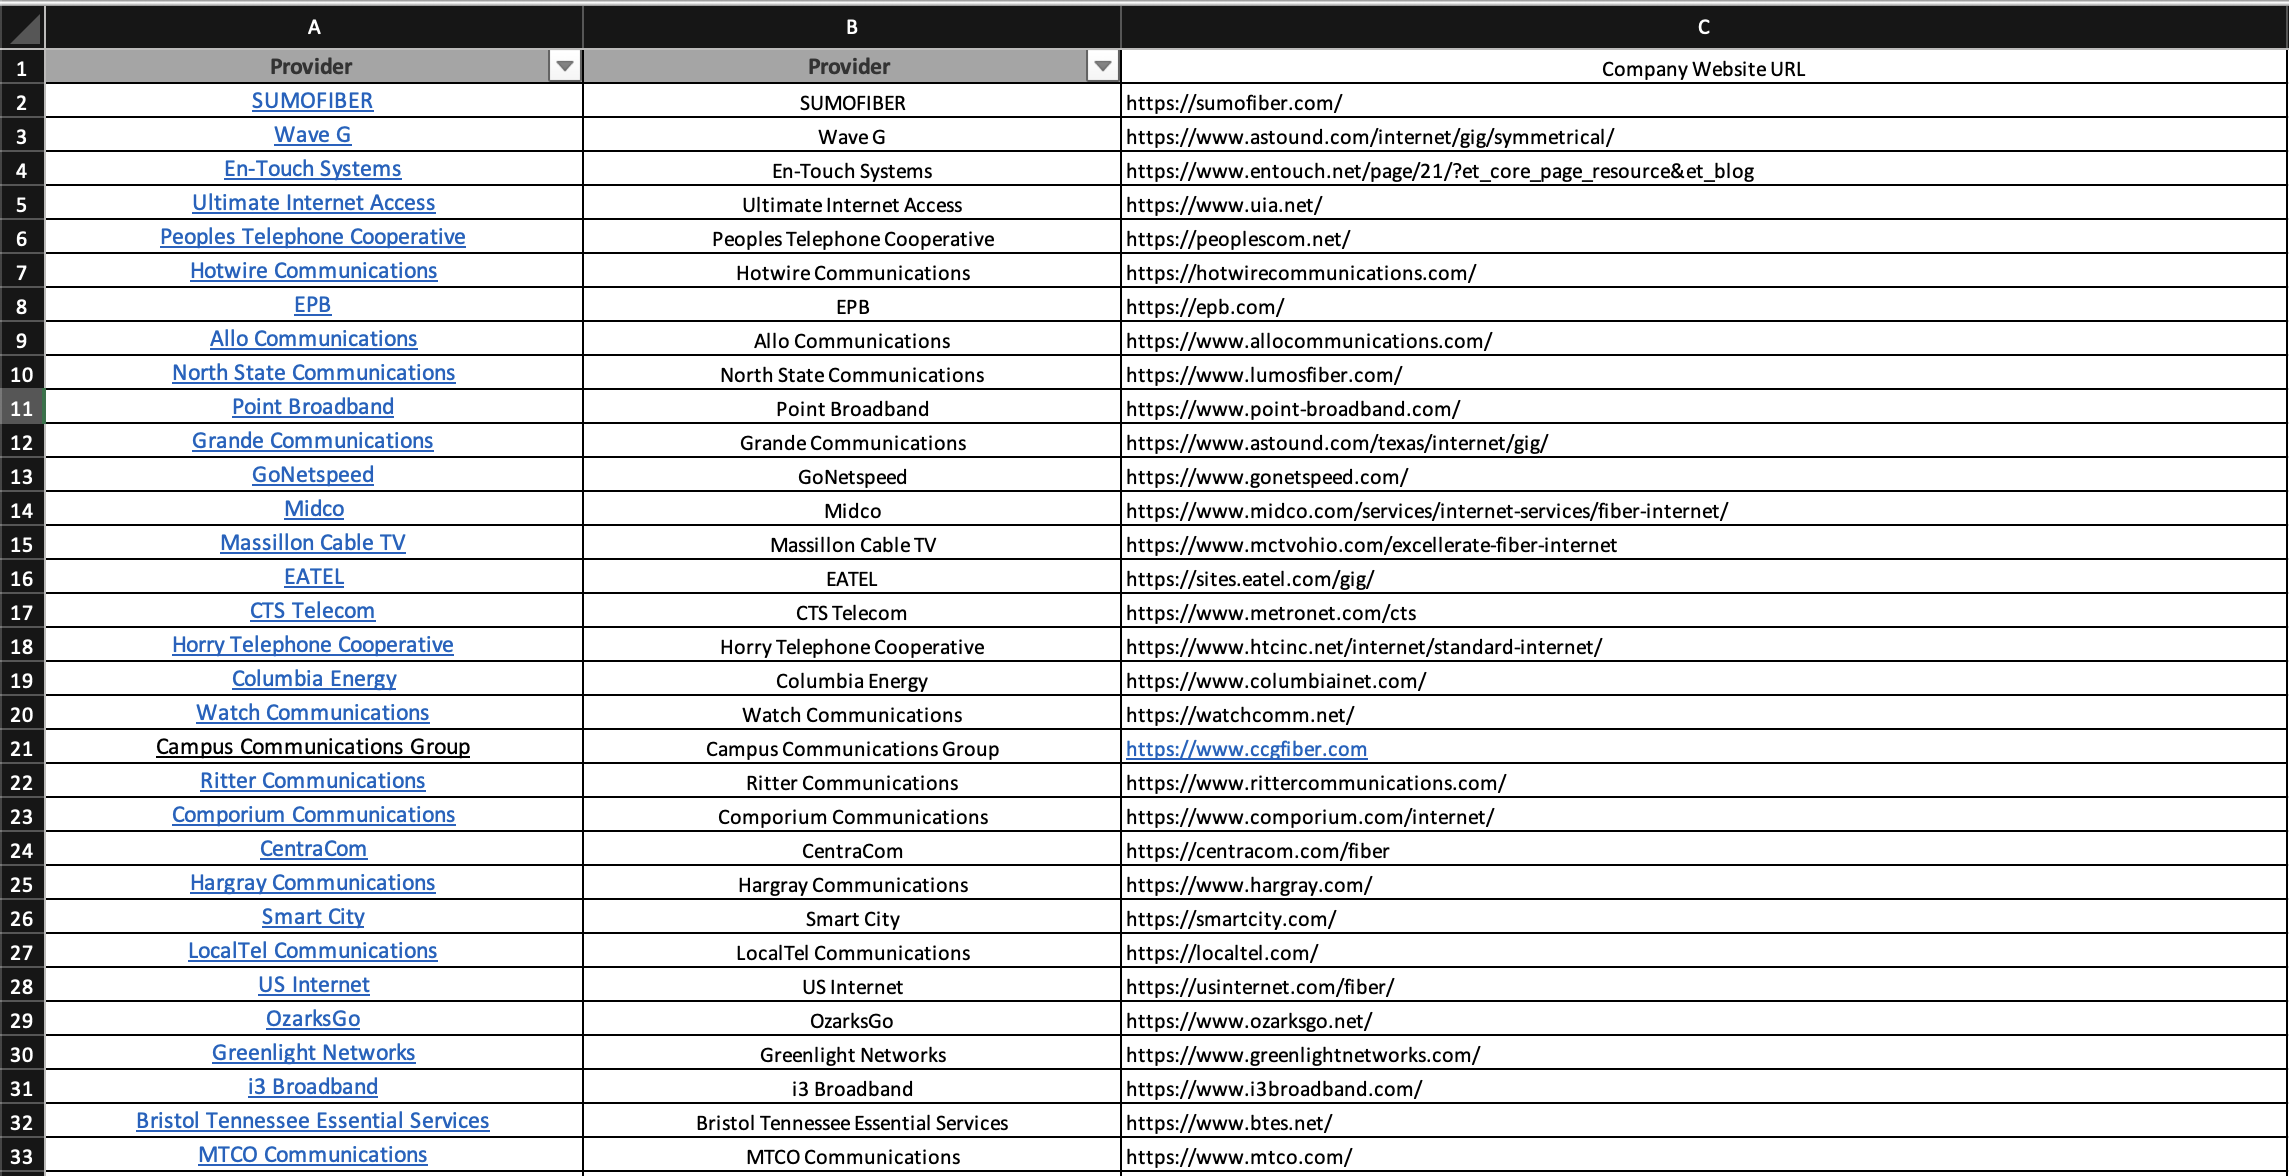 A B C
1 Provider Provider Company Website URL
2 SUMOFIBER SUMOFIBER https://sumofiber.com/
3 Wave G Wave G https://www.astound.com/internet/gig/symmetrical/
4 En-Touch Systems En-Touch Systems https://www.entouch.net/page/21/?et_core_page_resource&et_blog
5 Ultimate Internet Access Ultimate Internet Access https://www.uia.net/
6 Peoples Telephone Cooperative Peoples Telephone Cooperative https://peoplescom.net/
7 Hotwire Communications Hotwire Communications https://hotwirecommunications.com/
8 EPB EPB https://epb.com/
9 Allo Communications Allo Communications https://www.allocommunications.com/
10 North State Communications North State Communications https://www.lumosfiber.com/
11 Point Broadband Point Broadband https://www.point-broadband.com/
12 Grande Communications Grande Communications https://www.astound.com/texas/internet/gig/
13 GoNetspeed GoNetspeed https://www.gonetspeed.com/
14 Midco Midco https://www.midco.com/services/internet-services/fiber-internet/
15 Massillon Cable TV Massillon Cable TV https://www.mctvohio.com/excellerate-fiber-internet
16 EATEL EATEL https://sites.eatel.com/gig/
17 CTS Telecom CTS Telecom https://www.metronet.com/cts
18 Horry Telephone Cooperative Horry Telephone Cooperative https://www.htcinc.net/internet/standard-internet/
19 Columbia Energy Columbia Energy https://www.columbiainet.com/
20 Watch Communications Watch Communications https://watchcomm.net/
21 Campus Communications Group Campus Communications Group https://www.ccgfiber.com
22 Ritter Communications Ritter Communications https://www.rittercommunications.com/
23 Comporium Communications Comporium Communications https://www.comporium.com/internet/
24 CentraCom CentraCom https://centracom.com/fiber
25 Hargray Communications Hargray Communications https://www.hargray.com/
26 Smart City Smart City https://smartcity.com/
27 LocalTel Communications LocalTel Communications https://localtel.com/
28 US Internet US Internet https://usinternet.com/fiber/
29 OzarksGo OzarksGo https://www.ozarksgo.net/
30 Greenlight Networks Greenlight Networks https://www.greenlightnetworks.com/
31 i3 Broadband i3 Broadband https://www.i3broadband.com/
32 Bristol Tennessee Essential Services Bristol Tennessee Essential Services https://www.btes.net/
33 MTCO Communications MTCO Communications https://www.mtco.com/